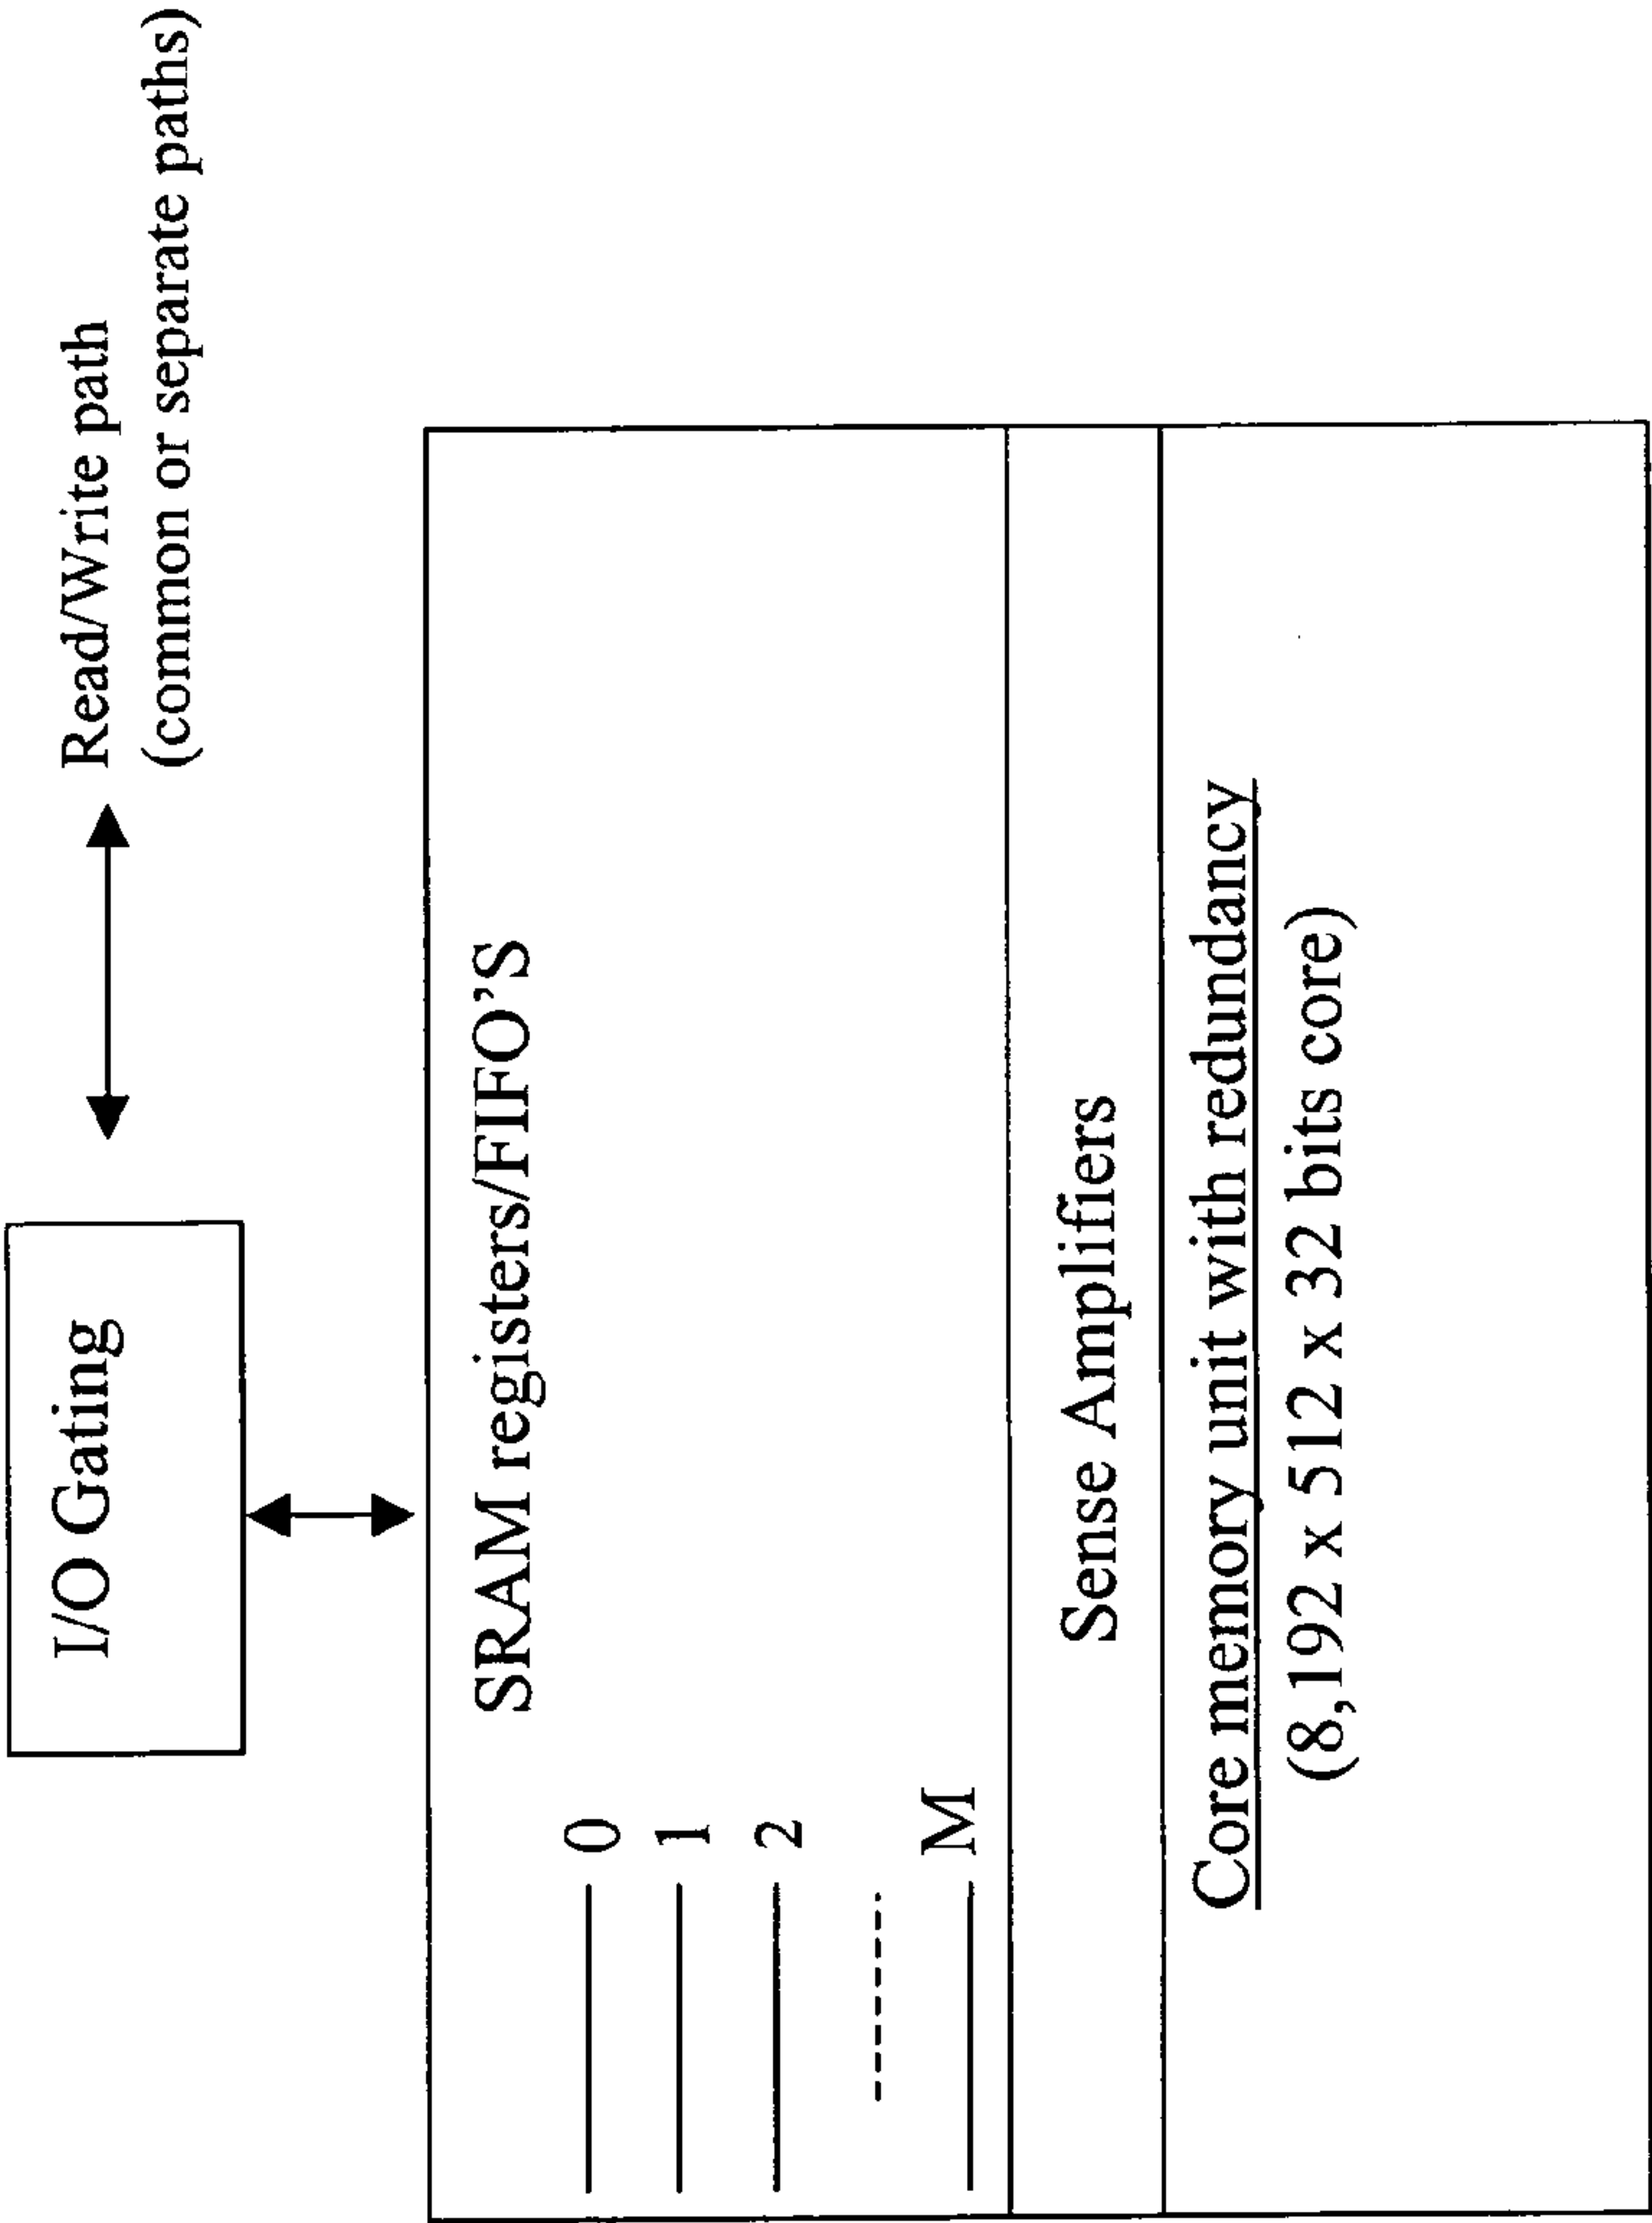 I/O Gating
Read/Write path
(common or separate paths)
SRAM registers/FIFO’S
0
1
2
M
Sense Amplifiers
Core memory unit with redundancy
(8,192 x 512 x 32 bits core)